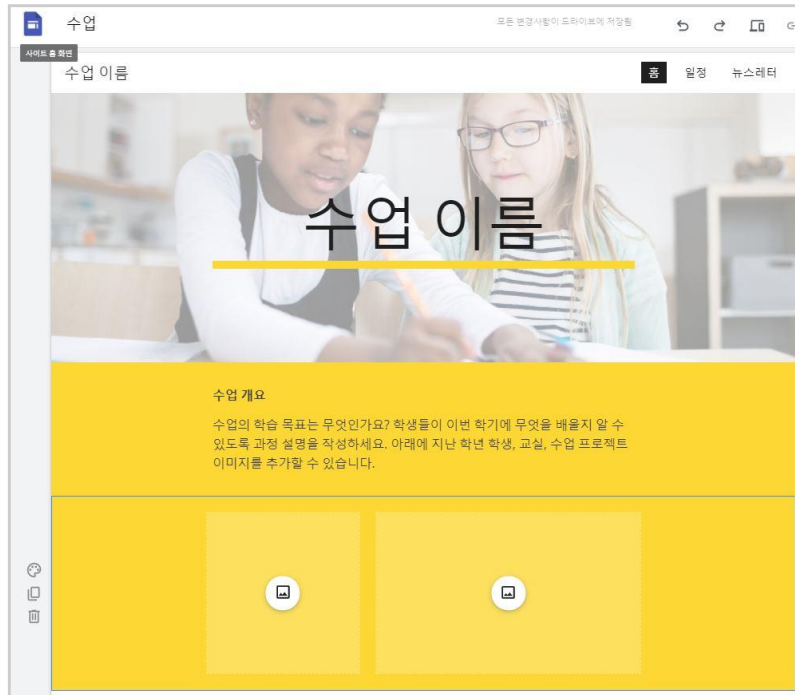 수업
모든 변경사항이 드라이브에 저장됨
사이트 홈 화면
수업 이름
홈 일정 뉴스레터
수업 이름
수업 개요
수업의 학습 목표는 무엇인가요? 학생들이 이번 학기에 무엇을 배울지 알 수
있도록 과정 설명을 작성하세요. 아래에 지난 학년 학생, 교실, 수업 프로젝트
이미지를 추가할 수 있습니다.